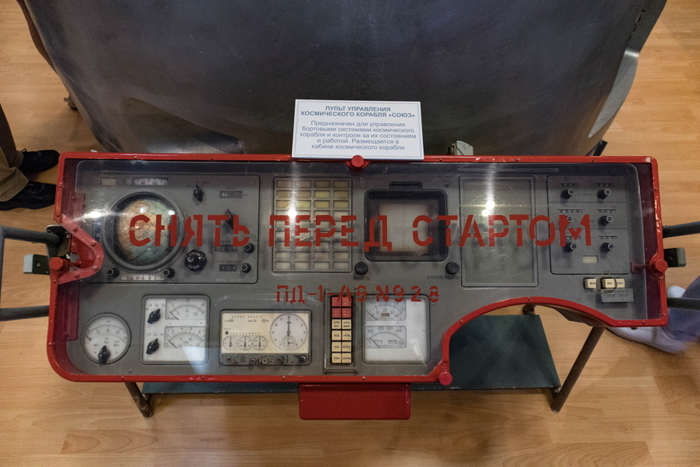 ПУЛЬТ УПРАВЛЕНИЯ
КОСМИЧЕСКОГО КОРАБЛЯ «СОЮЗ»
Предназначен для управления
бортовыми системами космического
корабля и контроля за их состоянием
и работой. Размещается в
кабине космического корабля
СНЯТЬ ПЕРЕД СТАРТОМ